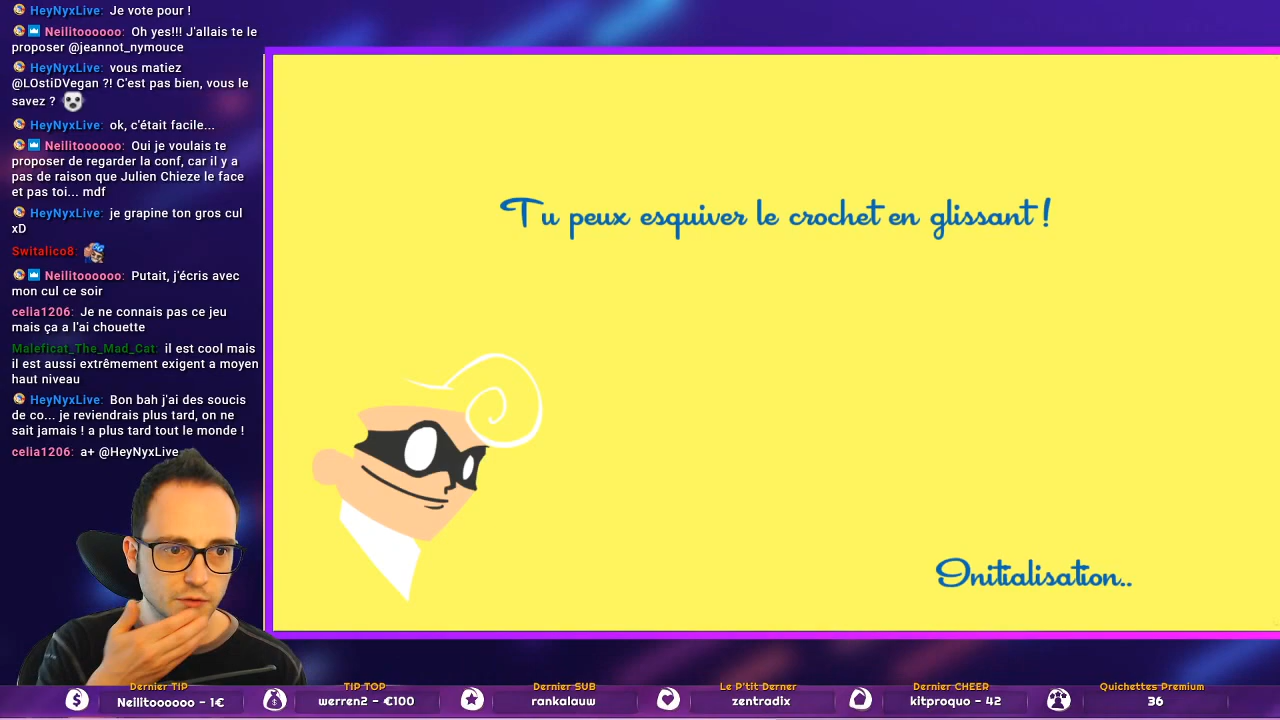 HeyNyxLive: Je vote pour !
Neilitoooooo: Oh yes!!! J'allais te le
proposer @jeannot_nymouce
HeyNyxLive: vous matiez
@LOstiDVegan ?! C'est pas bien, vous le
savez ?
HeyNyxLive: ok, c'était facile...
Neilitoooooo: Oui je voulais te
proposer de regarder la conf, car il y a
pas de raison que Julien Chieze le face
et pas toi... mdf
HeyNyxLive: je grapine ton gros cul
xD
Switalico8:
Neilitoooooo: Putait, j'écris avec
mon cul ce soir
celia1206: Je ne connais pas ce jeu
mais ça a l'ai chouette
Maleficat_The_Mad_Cat: il est cool mais
il est aussi extrêmement exigent a moyen
haut niveau
HeyNyxLive: Bon bah j'ai des soucis
de co... je reviendrais plus tard, on ne
sait jamais ! a plus tard tout le monde !
celia1206: a+ @HeyNyxLive
Tu peux esquiver le crochet en glissant !
Initialisation..
Dernier TIP
Neilitoooooo - 1€
TIP TOP
werren2 - €100
Dernier SUB
rankalauw
Le P'tit Derner
zentradix
Dernier CHEER
kitproquo - 42
Quichettes Premium
36